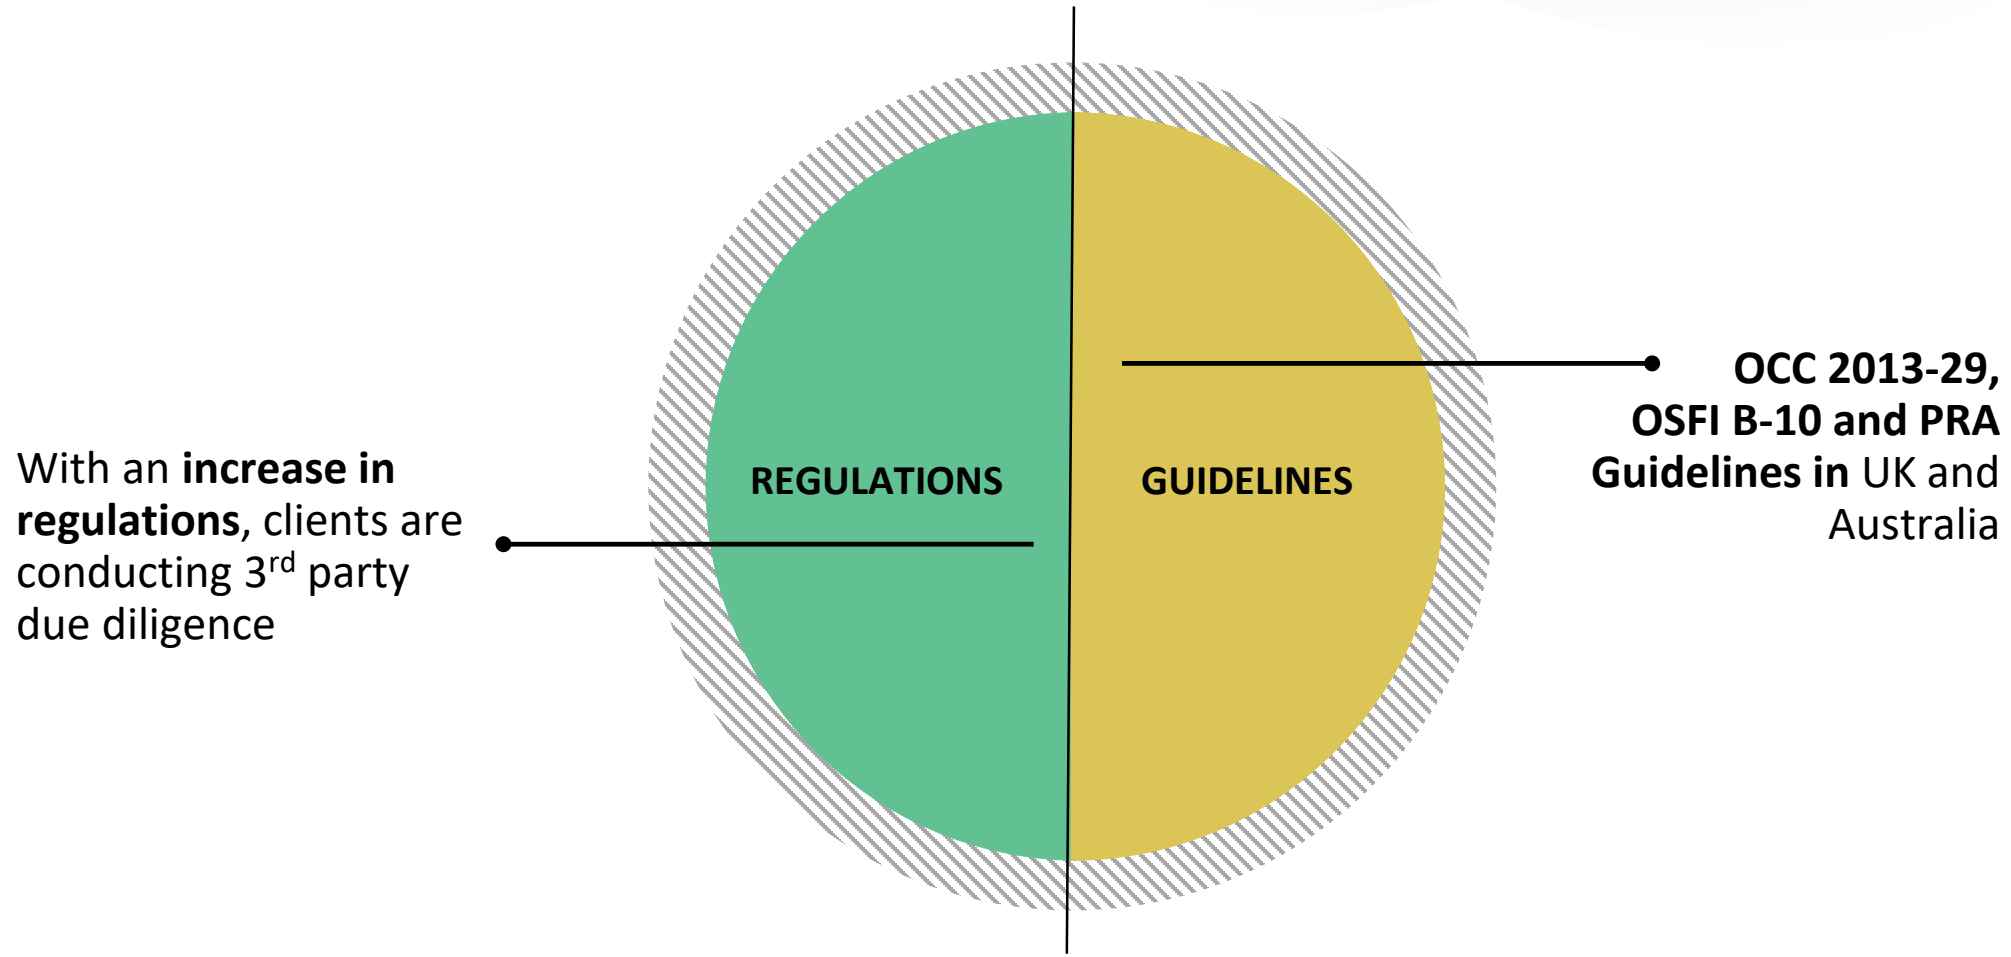 With an increase in
regulations, clients are
conducting 3rd party
due diligence
REGULATIONS
GUIDELINES
OCC 2013-29,
OSFI B-10 and PRA
Guidelines in UK and
Australia